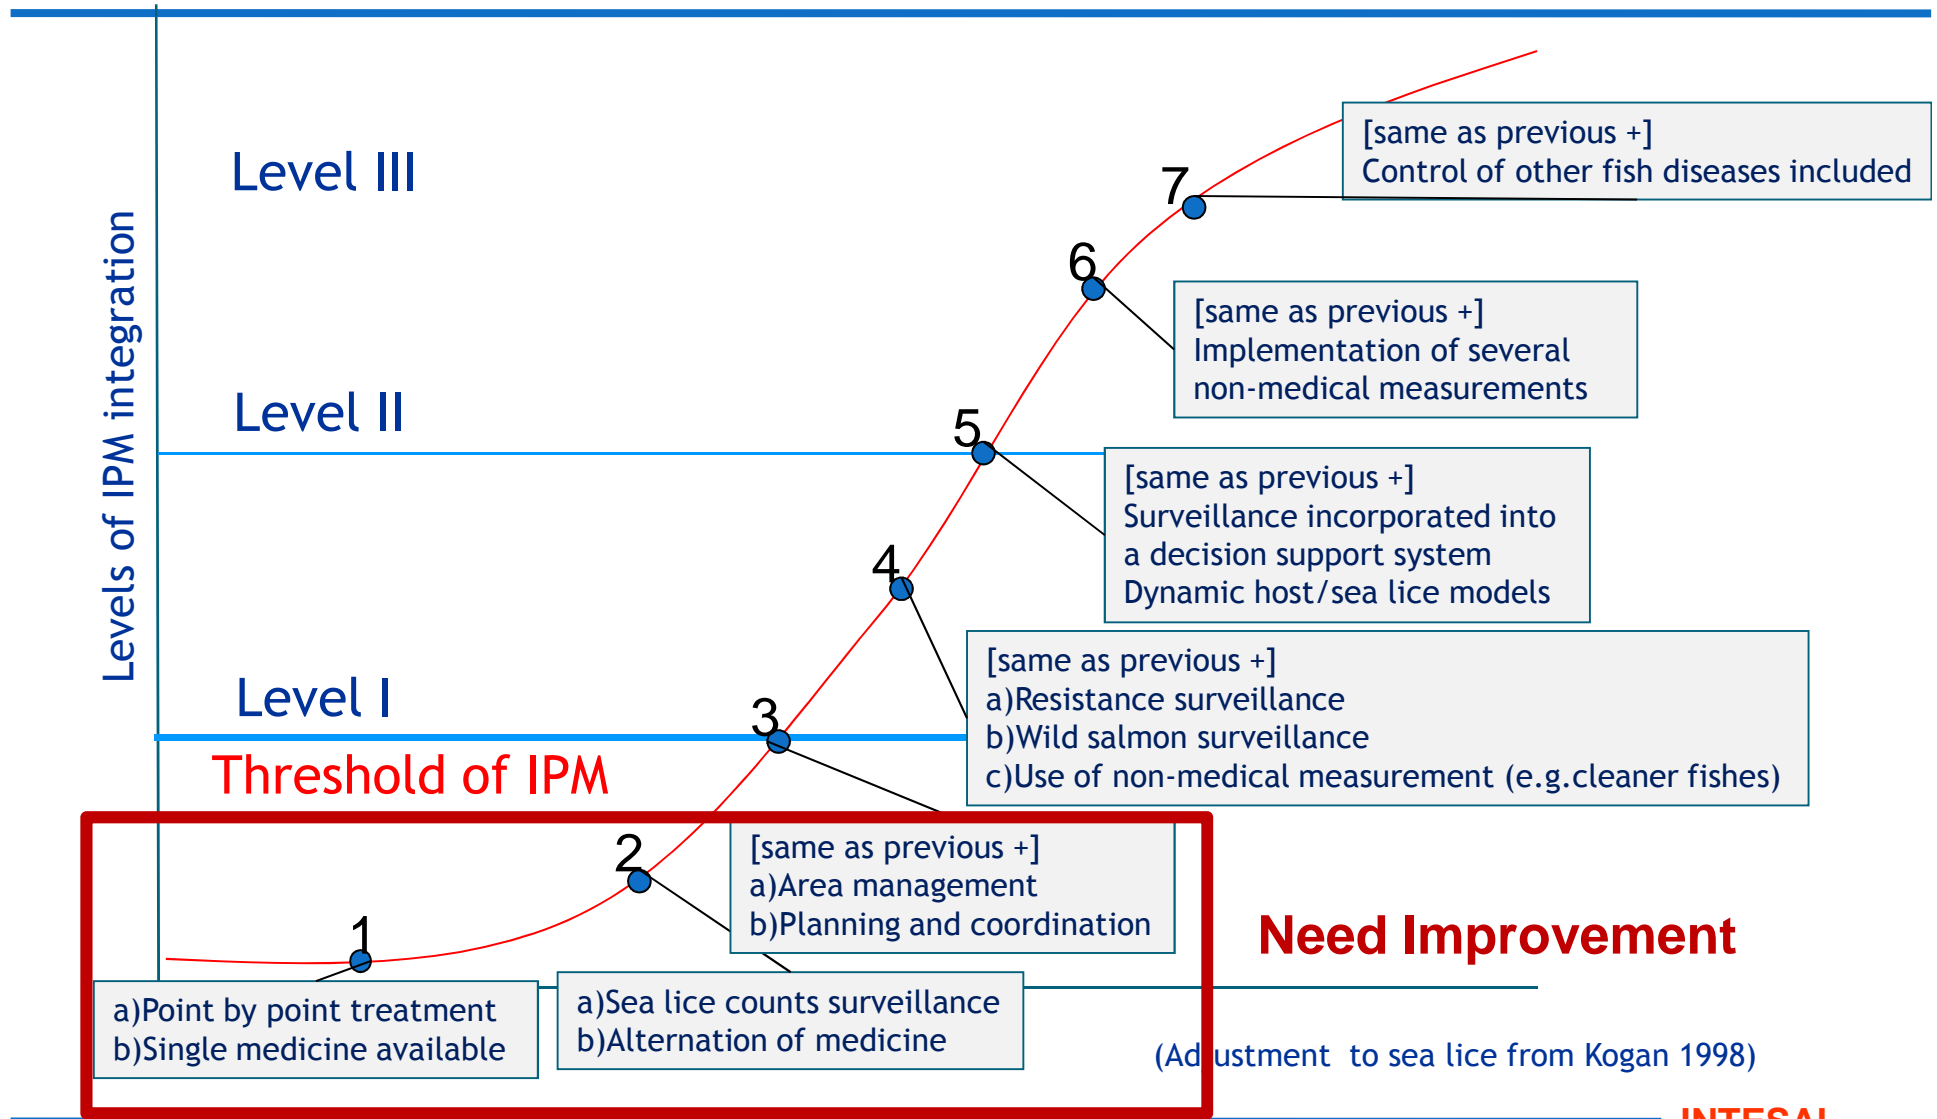 Levels of IPM integration
Level III
Level II
Level I
Threshold of IPM
7
[same as previous +]
Control of other fish diseases included
6
[same as previous +]
Implementation of several
non-medical measurements
5
[same as previous +]
Surveillance incorporated into
a decision support system
Dynamic host/sea lice models
4
[same as previous +]
a)Resistance surveillance
b)Wild salmon surveillance
c)Use of non-medical measurement (e.g.cleaner fishes)
3
[same as previous +]
a)Area management
b)Planning and coordination
2
a)Sea lice counts surveillance
b)Alternation of medicine
1
a)Point by point treatment
b)Single medicine available
Need Improvement
(Adjustment to sea lice from Kogan 1998)